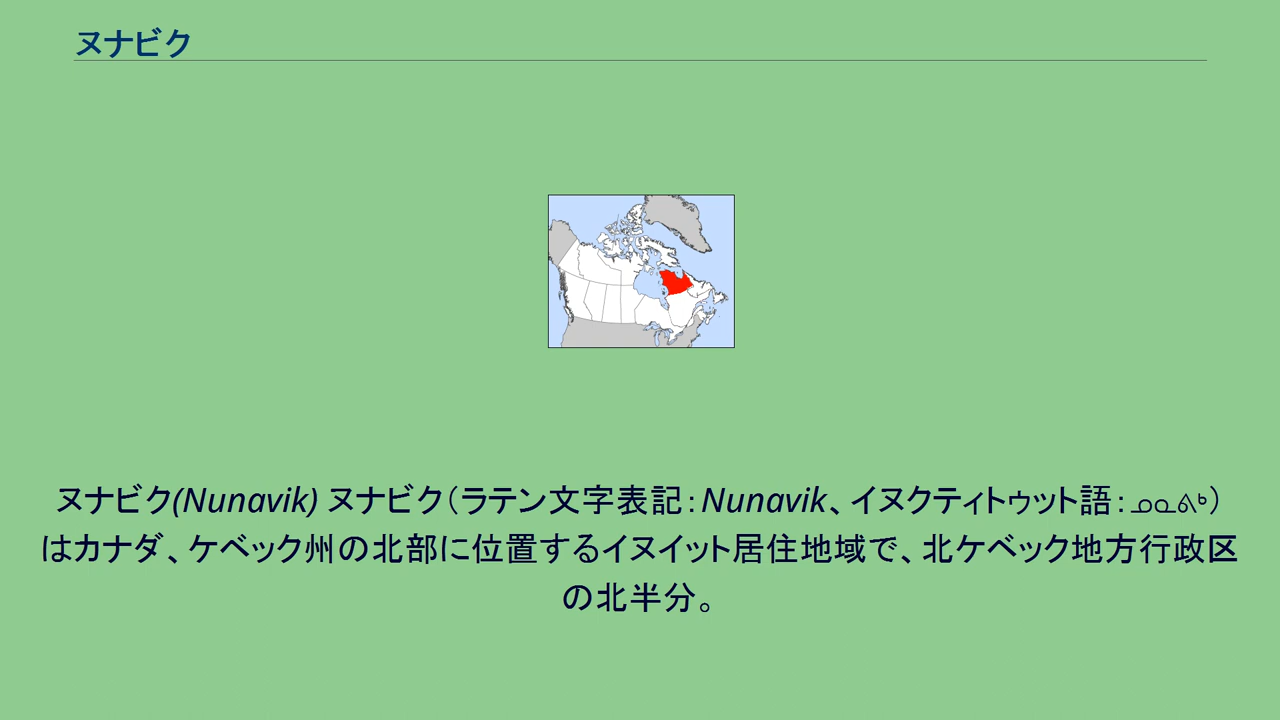 ヌナビク
ヌナビク(Nunavik) ヌナビク（ラテン文字表記：Nunavik、イヌクティトゥット語：ᓄᓇᕕᒃ）
はカナダ、ケベック州の北部に位置するイヌイット居住地域で、北ケベック地方行政区
の北半分。